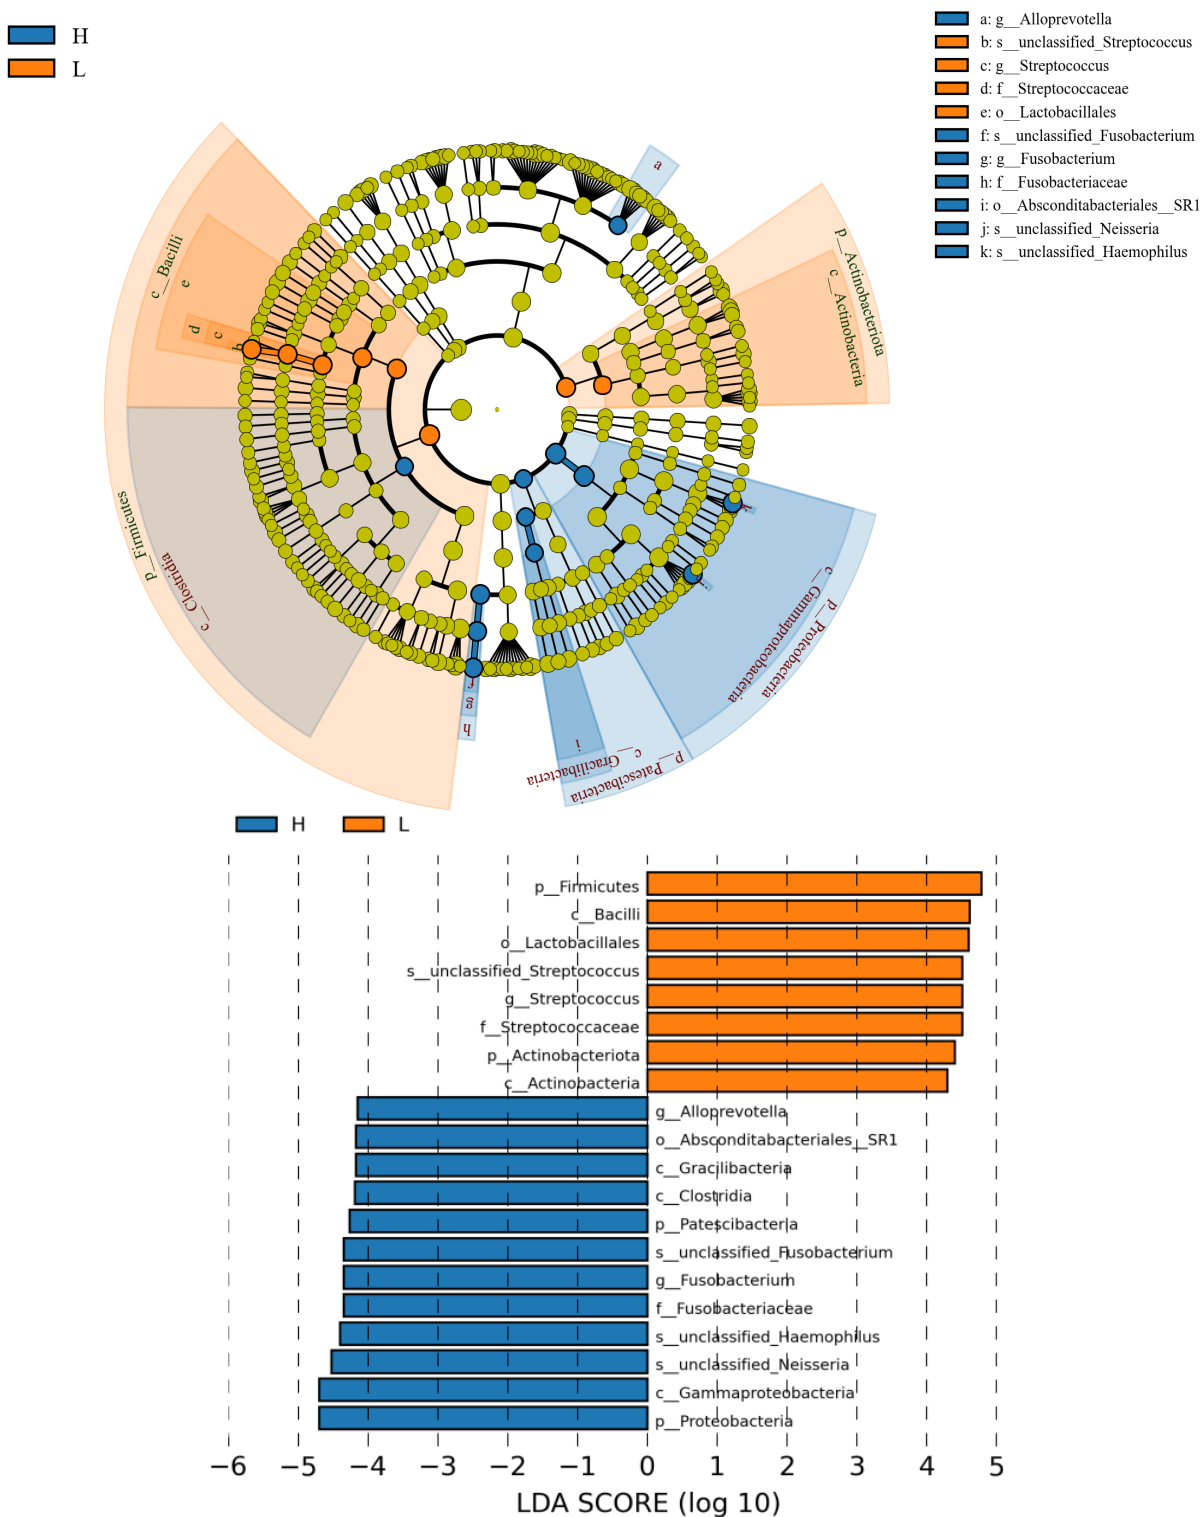 H
L
a: g__Alloprevotella
b: s__unclassified_Streptococcus
c: g__Streptococcus
d: f__Streptococcaceae
e: o__Lactobacillales
f: s__unclassified_Fusobacterium
g: g__Fusobacterium
h: f__Fusobacteriaceae
i: o__Absconditabacteriales__SR1
j: s__unclassified_Neisseria
k: s__unclassified_Haemophilus
a
p__Actinobacteriota
c__Actinobacteria
c__Bacilli
e
d
c
b
p__Firmicutes
c__Clostridia
f
g
h
i
c__Gracilibacteria
p__Patescibacteria
c__Gammaproteobacteria
p__Proteobacteria
H L
p__Firmicutes
c__Bacilli
o__Lactobacillales
s__unclassified_Streptococcus
g__Streptococcus
f__Streptococcaceae
p__Actinobacteriota
c__Actinobacteria
g__Alloprevotella
o__Absconditabacteriales__SR1
c__Gracilibacteria
c__Clostridia
p__Patescibacteria
s__unclassified_Fusobacterium
g__Fusobacterium
f__Fusobacteriaceae
s__unclassified_Haemophilus
s__unclassified_Neisseria
c__Gammaproteobacteria
p__Proteobacteria
−6 −5 −4 −3 −2 −1 0 1 2 3 4 5
LDA SCORE (log 10)